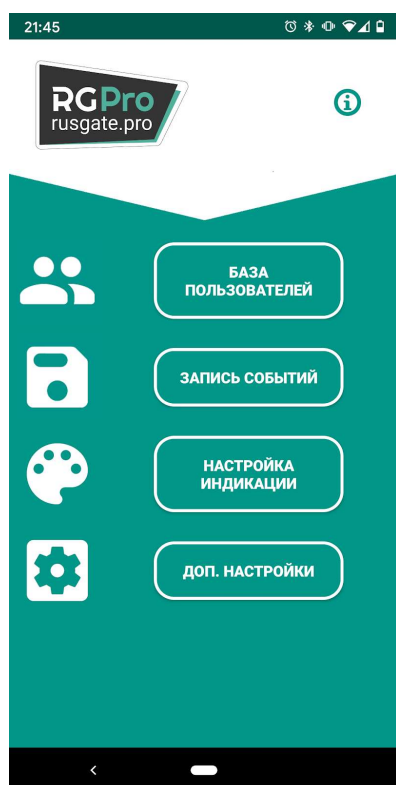 21:45
RGPro
rusgate.pro
БАЗА
ПОЛЬЗОВАТЕЛЕЙ
ЗАПИСЬ СОБЫТИЙ
НАСТРОЙКА
ИНДИКАЦИИ
ДОП. НАСТРОЙКИ